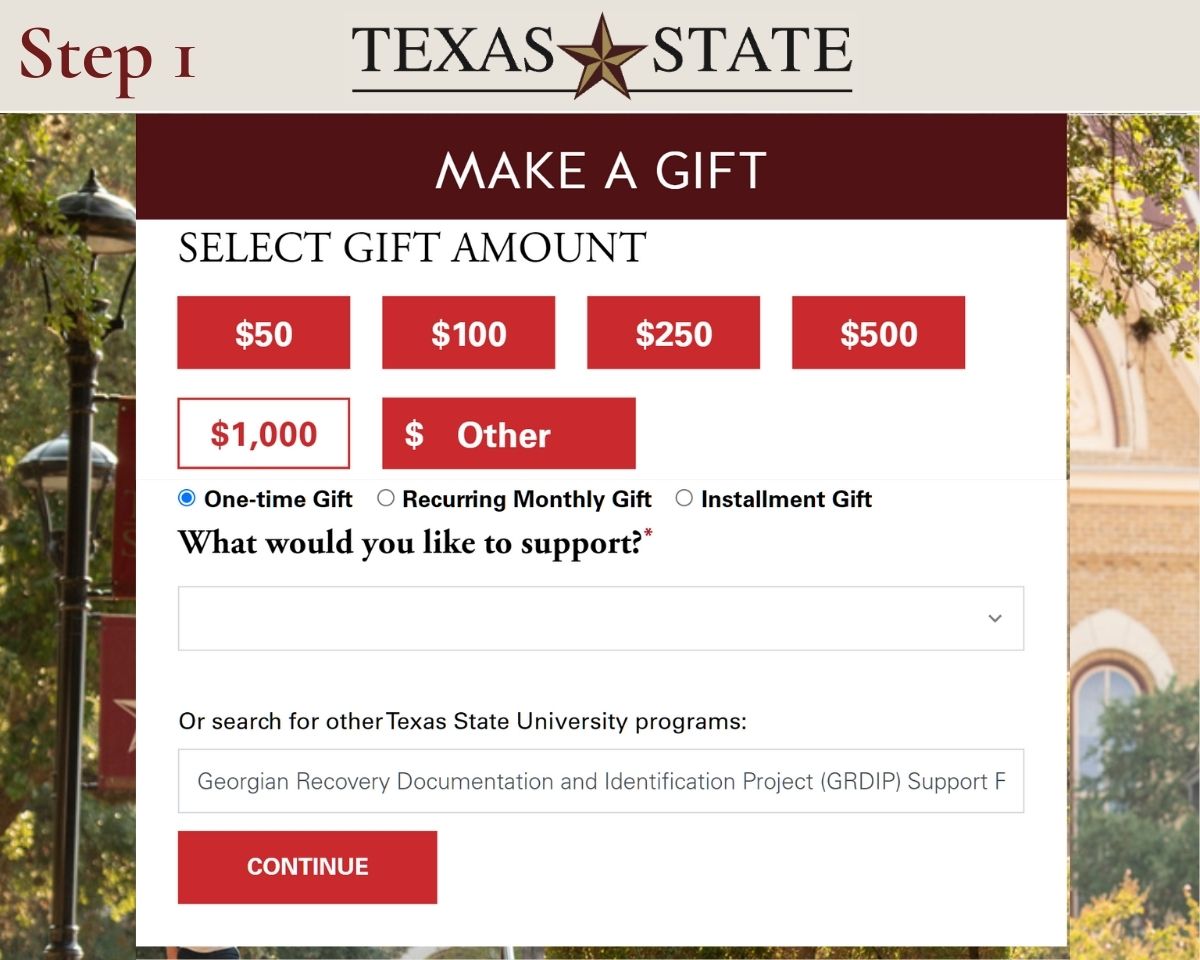 Step 1
TEXAS STATE
MAKE A GIFT
SELECT GIFT AMOUNT
$50
$100
$250
$500
$1,000
$ Other
One-time Gift
Recurring Monthly Gift
Installment Gift
What would you like to support?*
Or search for other Texas State University programs:
Georgian Recovery Documentation and Identification Project (GRDIP) Support F
CONTINUE